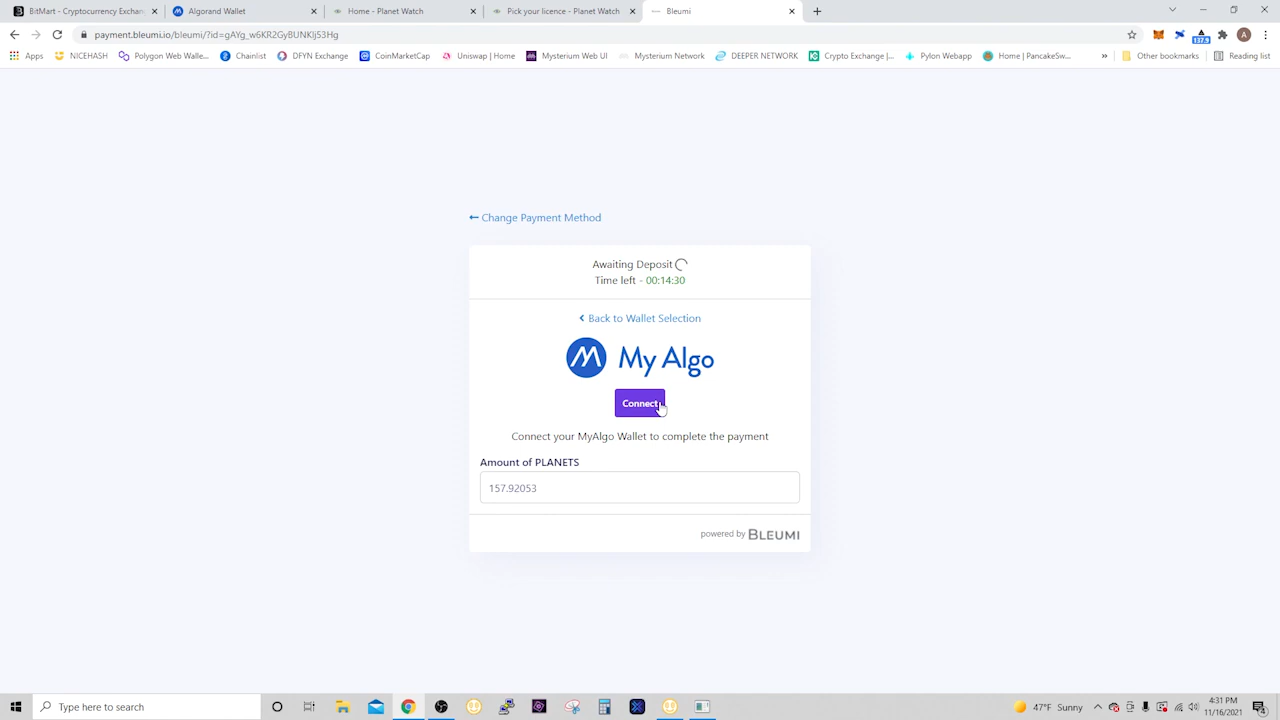 BitMart - Cryptocurrency Exchan
Algorand Wallet
Home - Planet Watch
Pick your licence - Planet Watch
Bleumi
payment.bleumi.io/bleumi/?id=gAYg_w6KR2GyBUNKIj53Hg
137.9
A
Apps
NICEHASH
Polygon Web Walle...
Chainlist
DFYN Exchange
CoinMarketCap
Uniswap | Home
Mysterium Web UI
Mysterium Network
DEEPER NETWORK
Crypto Exchange |...
Pylon Webapp
Home | PancakeSw...
»
Other bookmarks
Reading list
Change Payment Method
Awaiting Deposit
Time left - 00:14:30
Back to Wallet Selection
My Algo
Connect
Connect your MyAlgo Wallet to complete the payment
Amount of PLANETS
157.92053
powered by BLEUMI
Type here to search
47°F Sunny
4:31 PM
11/16/2021